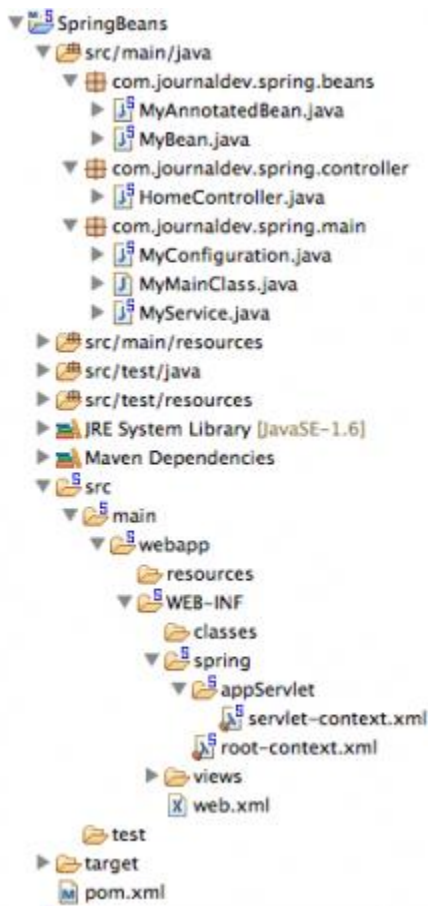 SpringBeans
src/main/java
com.journaldev.spring.beans
MyAnnotatedBean.java
MyBean.java
com.journaldev.spring.controller
HomeController.java
com.journaldev.spring.main
MyConfiguration.java
MyMainClass.java
MyService.java
src/main/resources
src/test/java
src/test/resources
JRE System Library [JavaSE-1.6]
Maven Dependencies
src
main
webapp
resources
WEB-INF
classes
spring
appServlet
servlet-context.xml
root-context.xml
views
web.xml
test
target
pom.xml